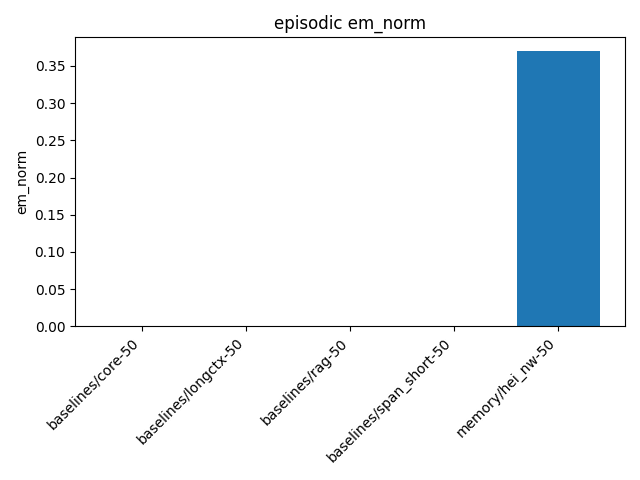 episodic em_norm
em_norm
0.35
0.30
0.25
0.20
0.15
0.10
0.05
0.00
baselines/core-50
baselines/longctx-50
baselines/rag-50
baselines/span_short-50
memory/hei_nw-50